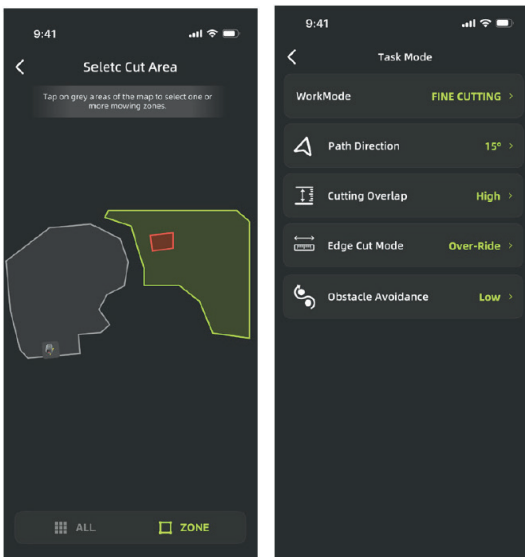 9:41
Seletc Cut Area
Tap on grey areas of the map to select one or
more mowing zones.
ALL
ZONE
9:41
Task Mode
WorkMode FINE CUTTING >
Path Direction 15° >
Cutting Overlap High >
Edge Cut Mode Over-Ride >
Obstacle Avoidance Low >